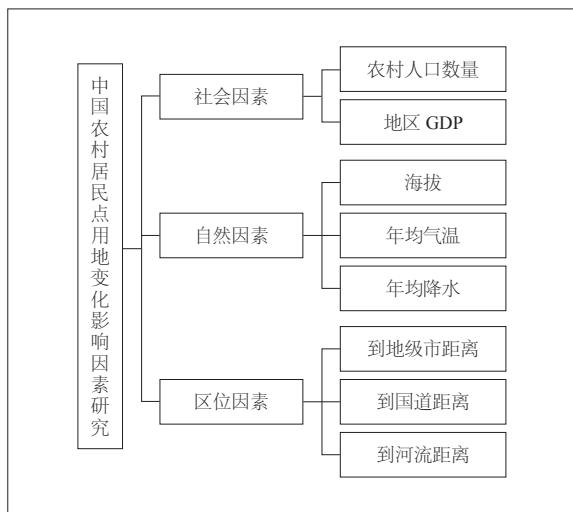 中国农村居民点用地变化影响因素研究
社会因素
农村人口数量
地区 GDP
自然因素
海拔
年均气温
年均降水
区位因素
到地级市距离
到国道距离
到河流距离